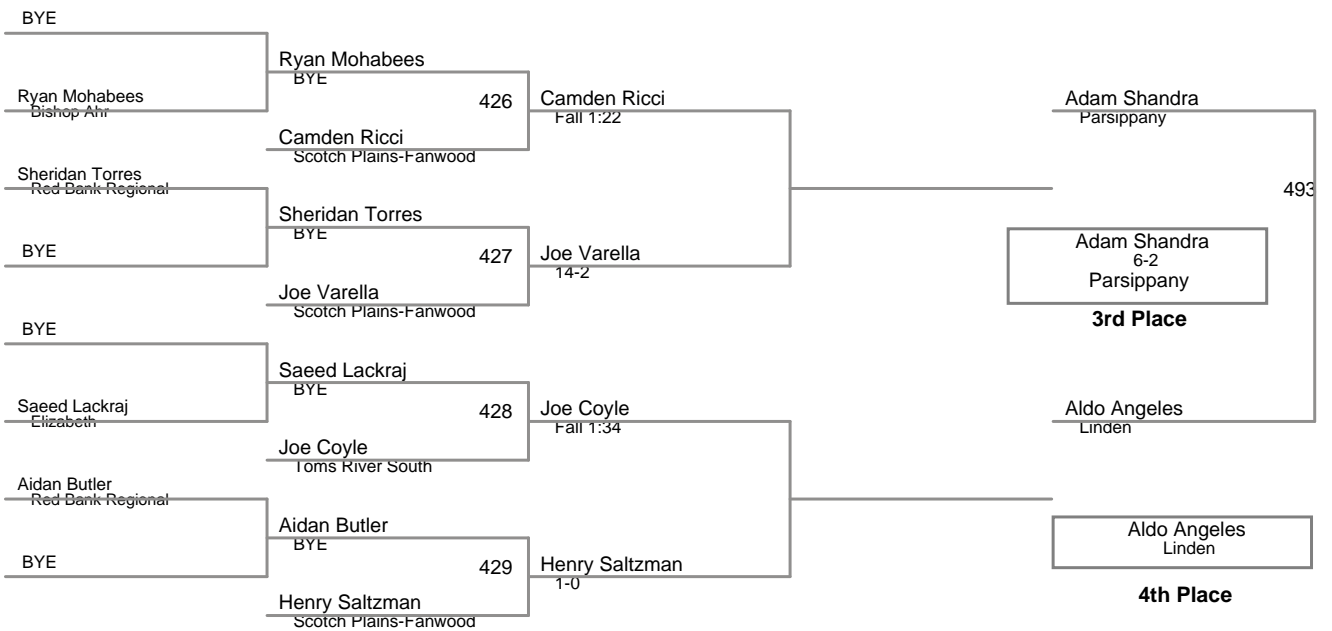 BYE
Ryan Mohabees
BYE
Ryan Mohabees
Bishop Ahr
426
Camden Ricci
Fall 1:22
Camden Ricci
Scotch Plains-Fanwood
Sheridan Torres
Red Bank Regional
Sheridan Torres
BYE
BYE
427
Joe Varella
14-2
Joe Varella
Scotch Plains-Fanwood
BYE
Saeed Lackraj
BYE
Saeed Lackraj
Elizabeth
428
Joe Coyle
Fall 1:34
Joe Coyle
Toms River South
Aidan Butler
Red Bank Regional
Aidan Butler
BYE
BYE
429
Henry Saltzman
1-0
Henry Saltzman
Scotch Plains-Fanwood
Adam Shandra
Parsippany
493
Adam Shandra
6-2
Parsippany
3rd Place
Aldo Angeles
Linden
Aldo Angeles
Linden
4th Place